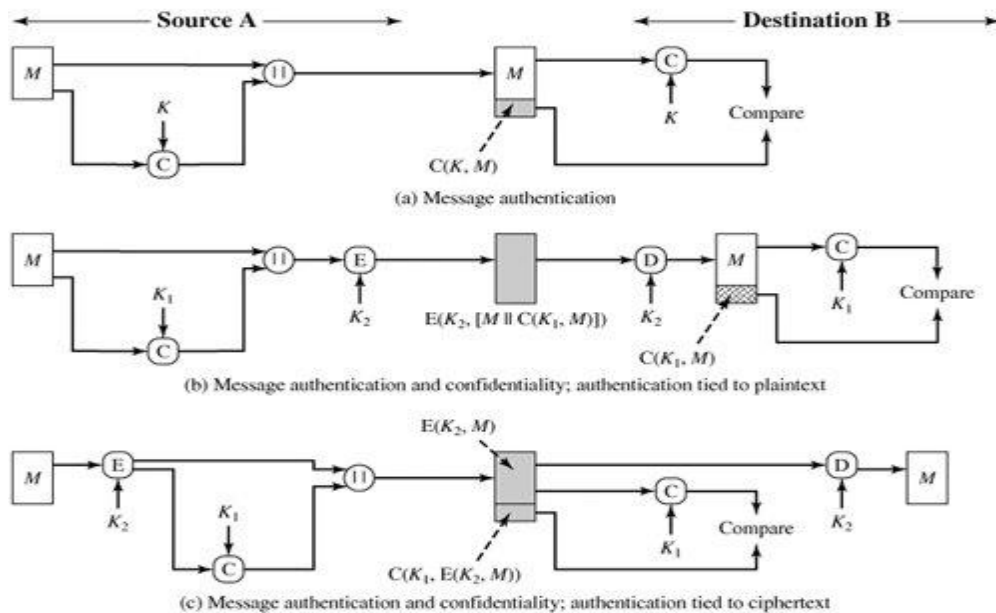 Source A Destination B
M || M C
K K Compare
C
C(K, M)
(a) Message authentication
M || E D M C
K₁ K₂ K₂ K₁ Compare
C E(K₂, [M || C(K₁, M)])
C(K₁, M)
(b) Message authentication and confidentiality; authentication tied to plaintext
E(K₂, M)
M E || D M
K₂ K₁ C K₂
C K₁ Compare
C(K₁, E(K₂, M))
(c) Message authentication and confidentiality; authentication tied to ciphertext